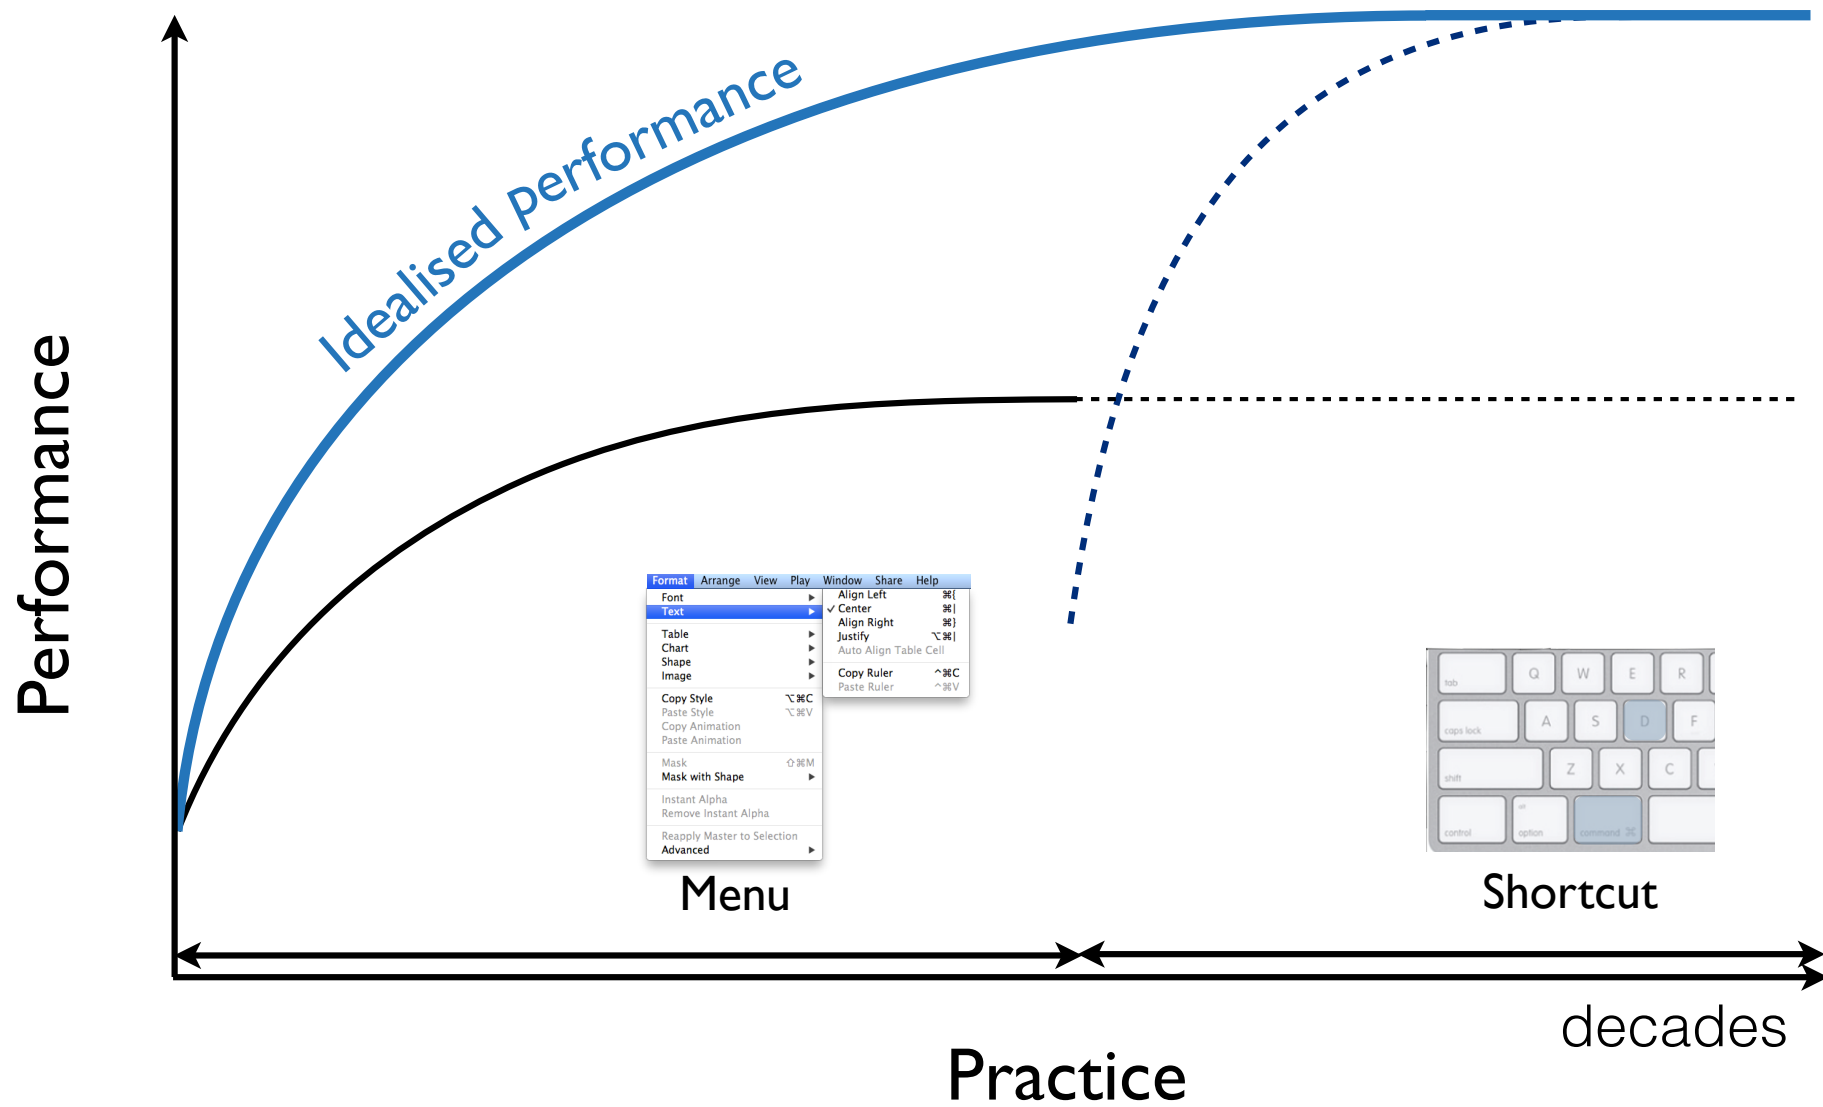 Idealised performance
Performance
Format Arrange View Play Window Share Help
Font
Text
Table
Chart
Shape
Image
Copy Style ⌥⌘C
Paste Style ⌥⌘V
Copy Animation
Paste Animation
Mask ⇧⌘M
Mask with Shape
Instant Alpha
Remove Instant Alpha
Reapply Master to Selection
Advanced
Align Left ⌘{
✓ Center ⌘|
Align Right ⌘}
Justify ⌥⌘|
Auto Align Table Cell
Copy Ruler ^⌘C
Paste Ruler ^⌘V
Menu
tab Q W E R
caps lock A S D F
shift Z X C
control alt option command ⌘
Shortcut
decades
Practice